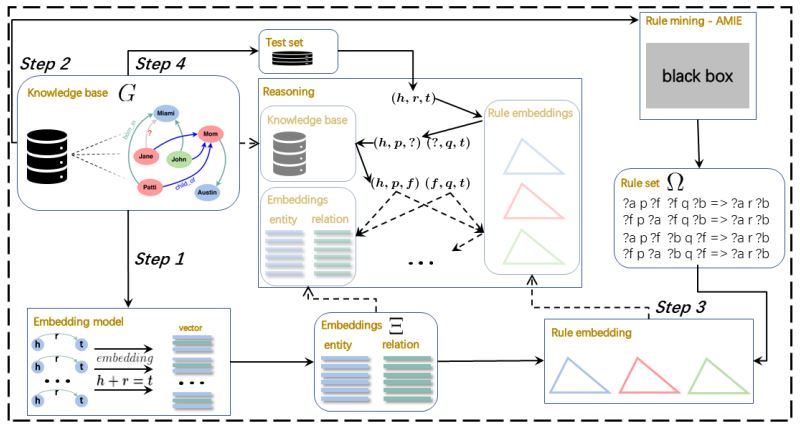 Step 2
Step 4
Test set
Rule mining - AMIE
black box
Knowledge base G
Miami
born_in
?
Jane
Mom
John
Patti
child_of
Austin
Reasoning
(h, r, t)
Knowledge base
(h, p, ?) (?, q, t)
(h, p, f) (f, q, t)
Embeddings
entity relation
...
Rule embeddings
Rule set Ω
?a p ?f ?f q ?b => ?a r ?b
?f p ?a ?f q ?b => ?a r ?b
?a p ?f ?b q ?f => ?a r ?b
?f p ?a ?b q ?f => ?a r ?b
Step 1
Step 3
Embedding model
vector
h r t
h r t
embedding
h + r = t
...
...
h r t
Embeddings Ξ
entity relation
Rule embedding